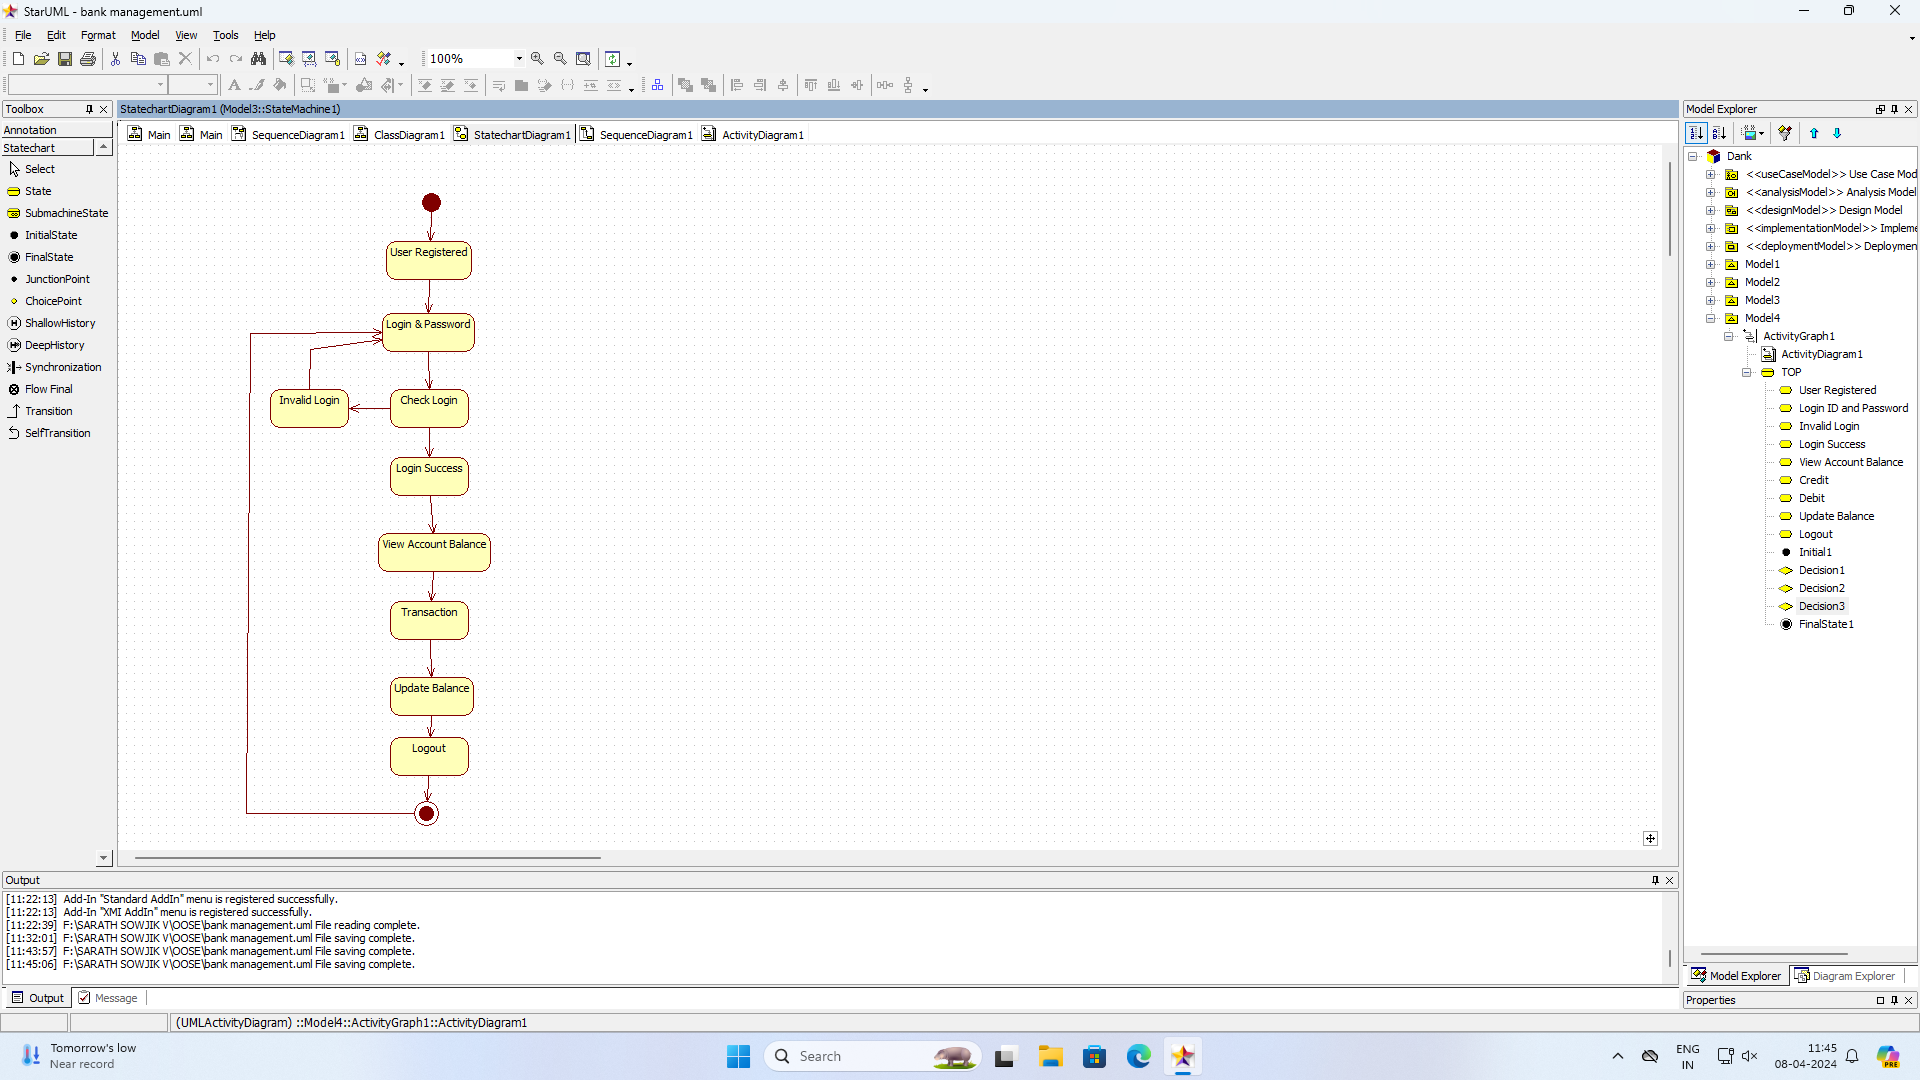 StarUML - bank management.uml
File Edit Format Model View Tools Help
100%
Toolbox
StatechartDiagram1 (Model3::StateMachine1)
Model Explorer
Annotation
Statechart
Main Main SequenceDiagram1 ClassDiagram1 StatechartDiagram1 SequenceDiagram1 ActivityDiagram1
Select
State
SubmachineState
InitialState
FinalState
JunctionPoint
ChoicePoint
ShallowHistory
DeepHistory
Synchronization
Flow Final
Transition
SelfTransition
User Registered
Login & Password
Invalid Login
Check Login
Login Success
View Account Balance
Transaction
Update Balance
Logout
Dank
<<useCaseModel>> Use Case Mod
<<analysisModel>> Analysis Model
<<designModel>> Design Model
<<implementationModel>> Impleme
<<deploymentModel>> Deploymen
Model1
Model2
Model3
Model4
ActivityGraph1
ActivityDiagram1
TOP
User Registered
Login ID and Password
Invalid Login
Login Success
View Account Balance
Credit
Debit
Update Balance
Logout
Initial1
Decision1
Decision2
Decision3
FinalState1
Output
[11:22:13] Add-In "Standard AddIn" menu is registered successfully.
[11:22:13] Add-In "XMI AddIn" menu is registered successfully.
[11:22:39] F:\SARATH SOWJIK V\OOSE\bank management.uml File reading complete.
[11:32:01] F:\SARATH SOWJIK V\OOSE\bank management.uml File saving complete.
[11:43:57] F:\SARATH SOWJIK V\OOSE\bank management.uml File saving complete.
[11:45:06] F:\SARATH SOWJIK V\OOSE\bank management.uml File saving complete.
Model Explorer Diagram Explorer
Output Message
Properties
(UMLActivityDiagram) ::Model4::ActivityGraph1::ActivityDiagram1
Tomorrow's low
Near record
Search
ENG
IN
11:45
08-04-2024
PRE